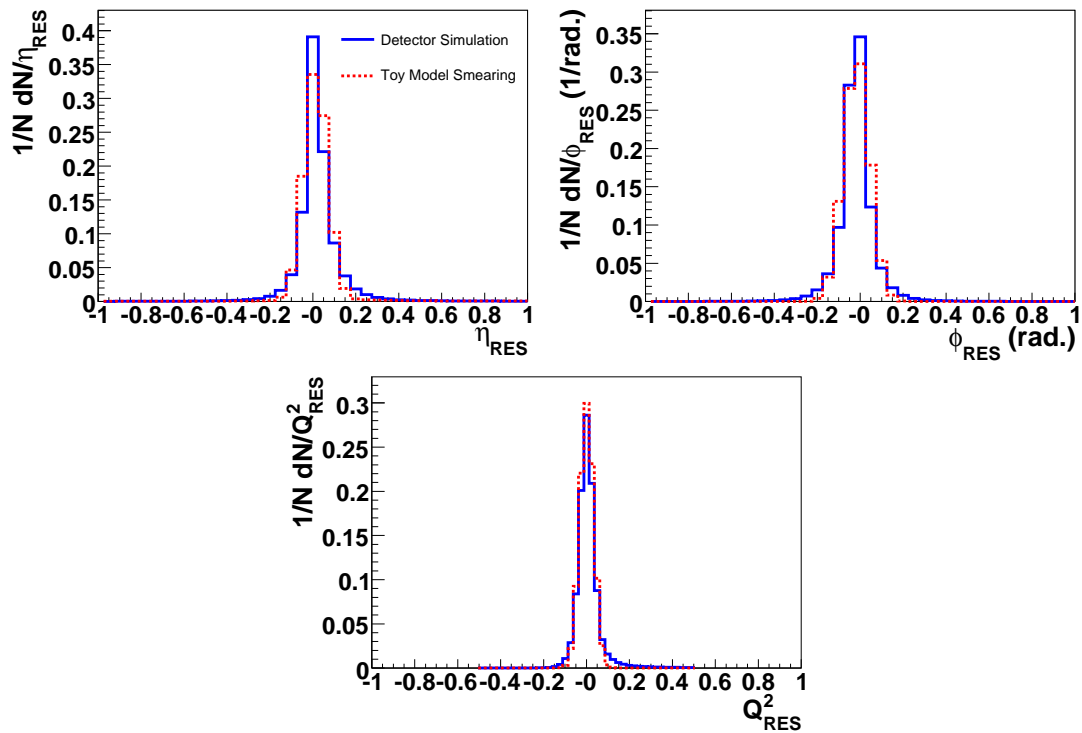 1/N dN/η_RES
0.4
0.3
0.2
0.1
0.05
0.15
0.25
0.35
0
Detector Simulation
Toy Model Smearing
-1 -0.8 -0.6 -0.4 -0.2 -0 0.2 0.4 0.6 0.8 1
η_RES
1/N dN/φ_RES (1/rad.)
0.35
0.3
0.25
0.2
0.15
0.1
0.05
0
-1 -0.8 -0.6 -0.4 -0.2 -0 0.2 0.4 0.6 0.8 1
φ_RES (rad.)
1/N dN/Q²_RES
0.3
0.25
0.2
0.15
0.1
0.05
0
-1 -0.8 -0.6 -0.4 -0.2 -0 0.2 0.4 0.6 0.8 1
Q²_RES